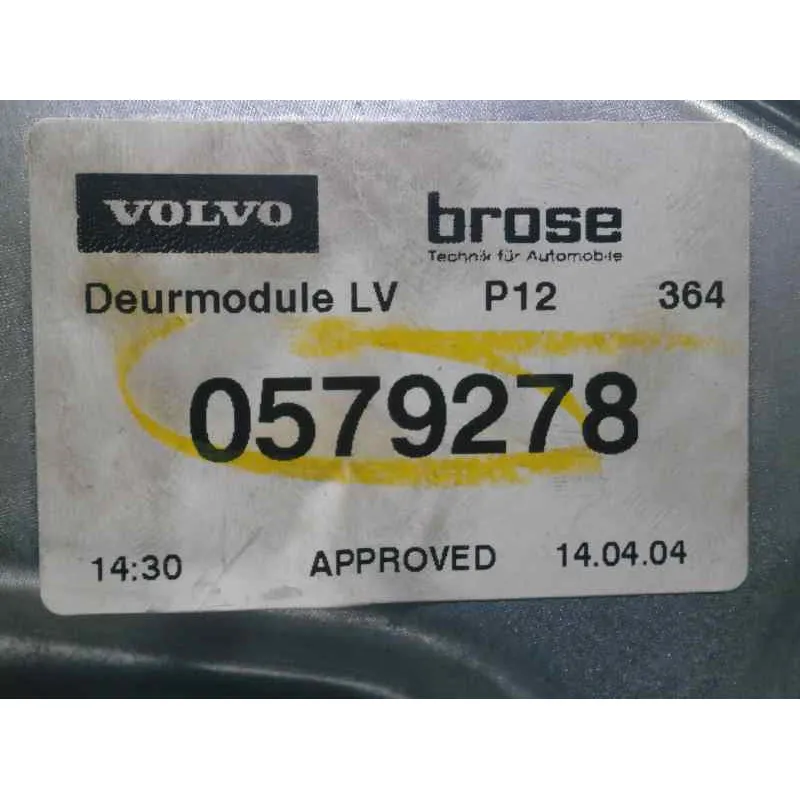 VOLVO brose
Technik für Automobile
Deurmodule LV P12 364
0579278
14:30 APPROVED 14.04.04